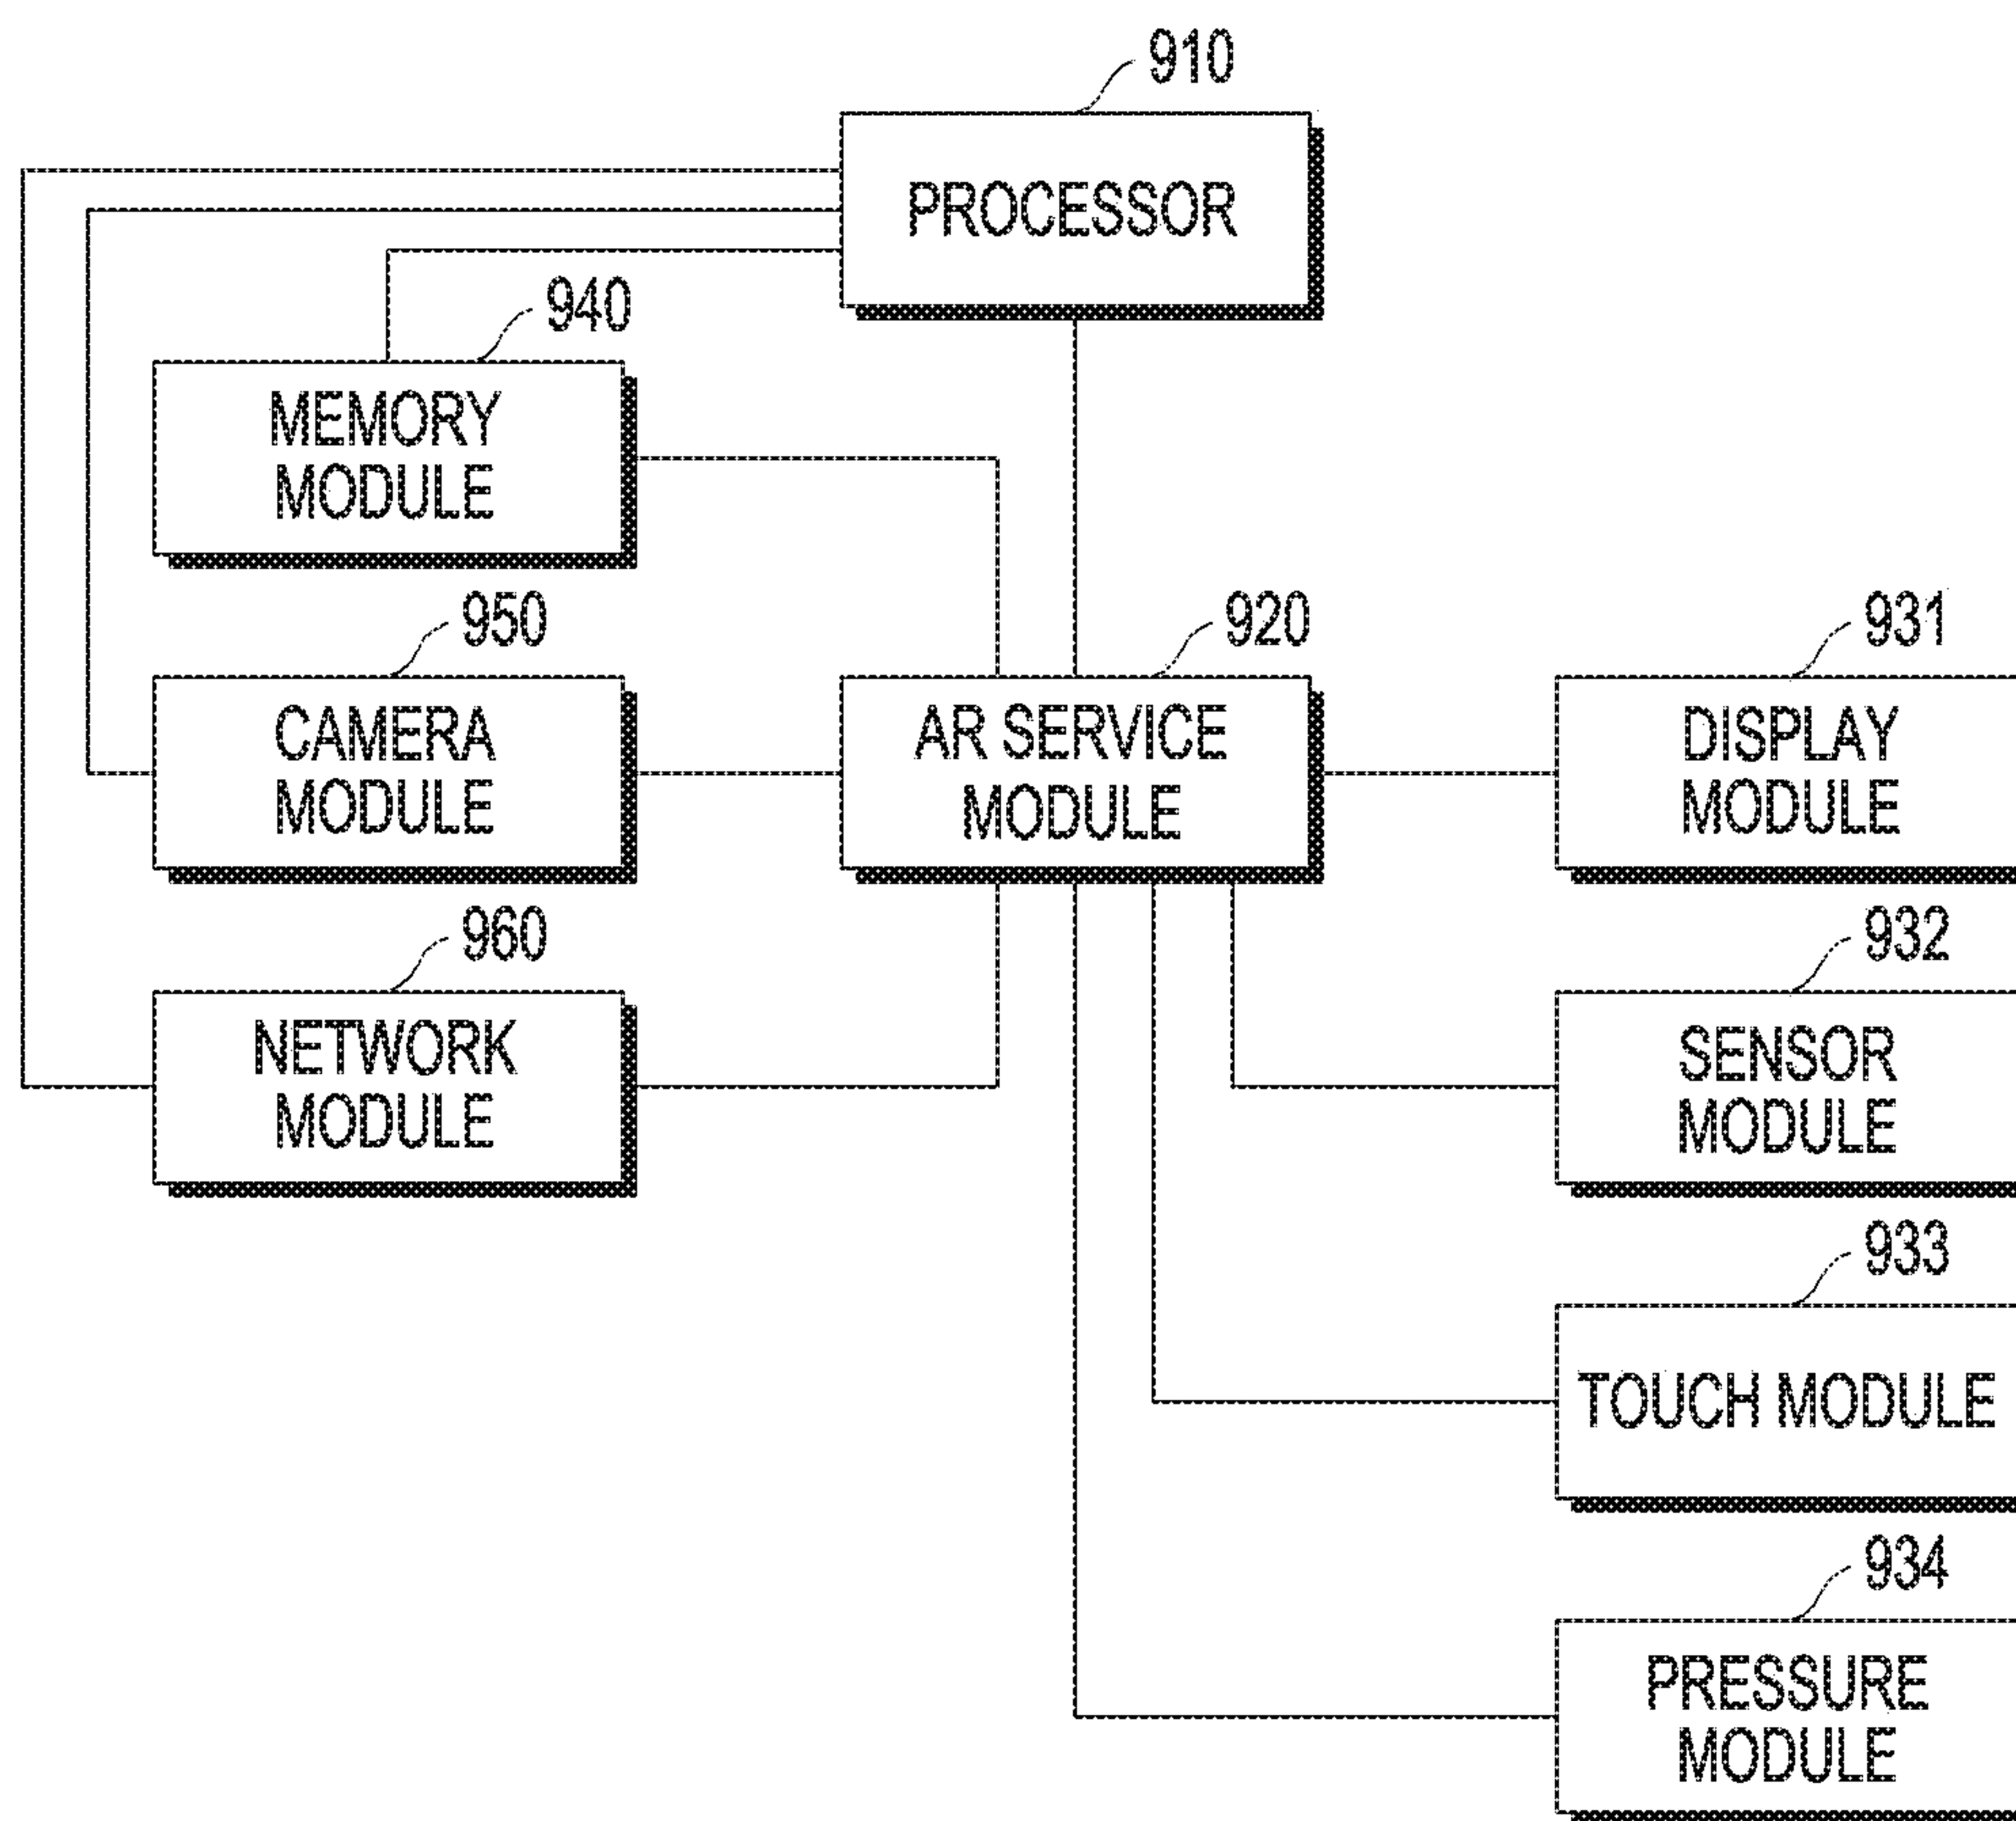 910
PROCESSOR
940
MEMORY
MODULE
950
CAMERA
MODULE
920
AR SERVICE
MODULE
931
DISPLAY
MODULE
960
NETWORK
MODULE
932
SENSOR
MODULE
933
TOUCH MODULE
934
PRESSURE
MODULE